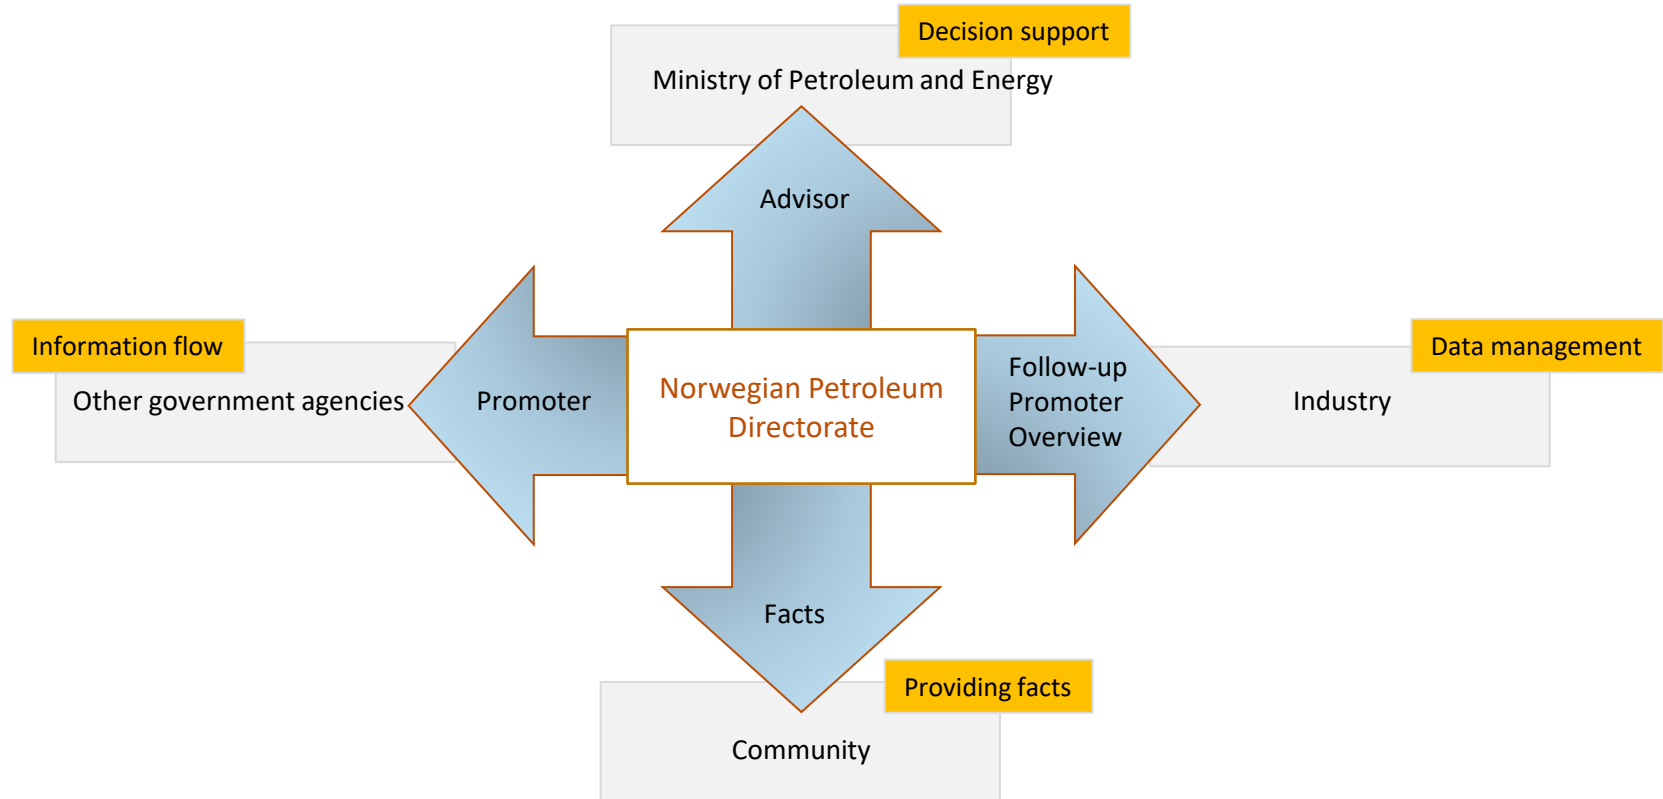 Decision support
Ministry of Petroleum and Energy
Advisor
Information flow
Other government agencies
Promoter
Norwegian Petroleum
Directorate
Follow-up
Promoter
Overview
Data management
Industry
Facts
Providing facts
Community